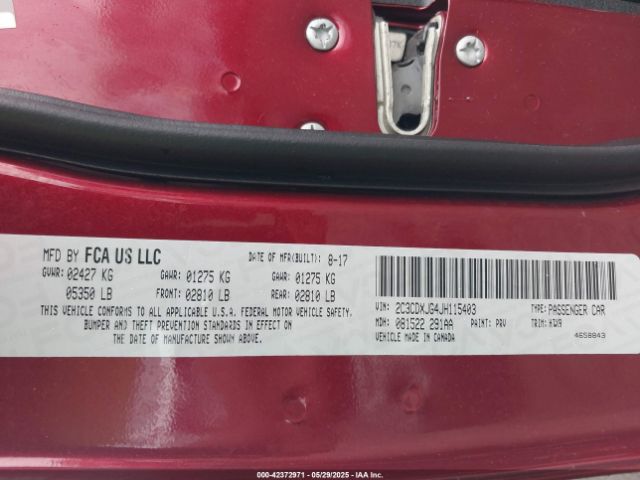 MFD BY FCA US LLC DATE OF MFR(BUILT): 8-17
GVWR: 02427 KG GAWR: 01275 KG GAWR: 01275 KG
05350 LB FRONT: 02810 LB REAR: 02810 LB
THIS VEHICLE CONFORMS TO ALL APPLICABLE U.S.A. FEDERAL MOTOR VEHICLE SAFETY,
BUMPER AND THEFT PREVENTION STANDARDS IN EFFECT ON
THE DATE OF MANUFACTURE SHOWN ABOVE.
VIN: 2C3CDXJG4JH115403 TYPE: PASSENGER CAR
MDH: 081522 291AA PAINT: PRV TRIM:
VEHICLE MADE IN CANADA 4658843
000-42372971 - 05/29/2025 - IAA Corp.